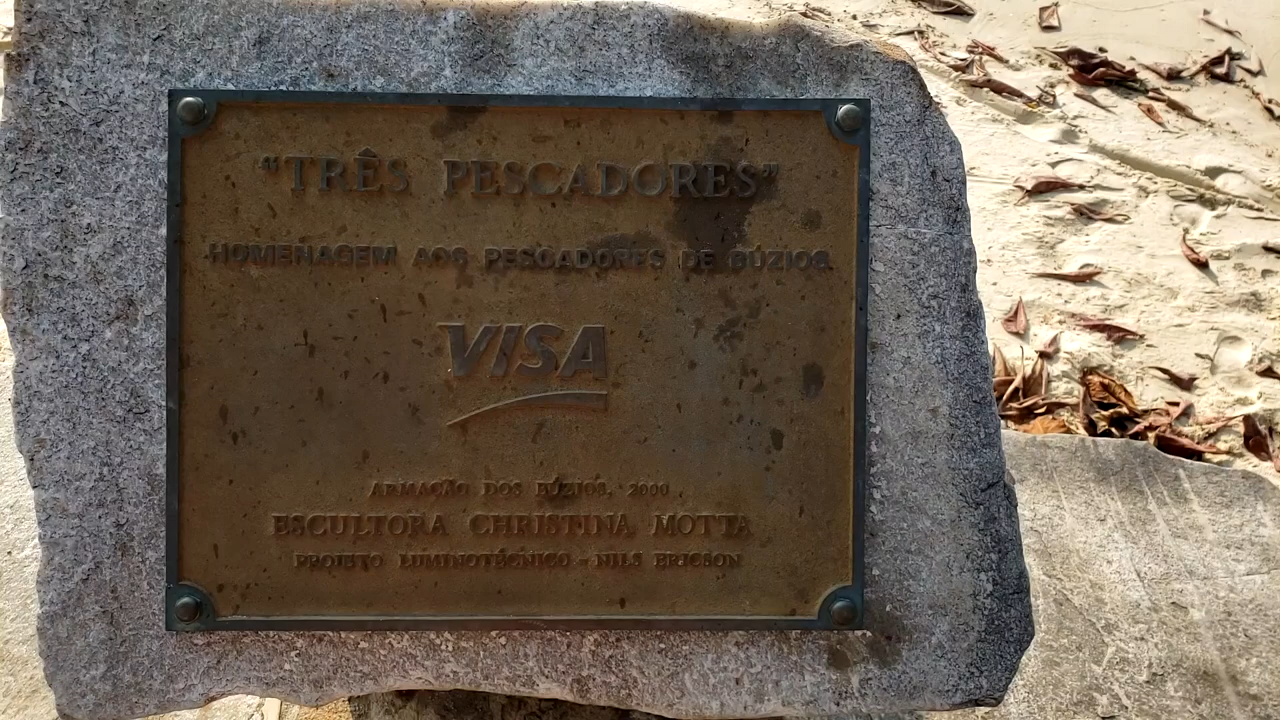 “TRÊS PESCADORES”
HOMENAGEM AOS PESCADORES DE BÚZIOS
VISA
ARMAÇÃO DOS BÚZIOS, 2000
ESCULTORA CHRISTINA MOTTA
PROJETO LUMINOTÉCNICO - NILS ERICSON